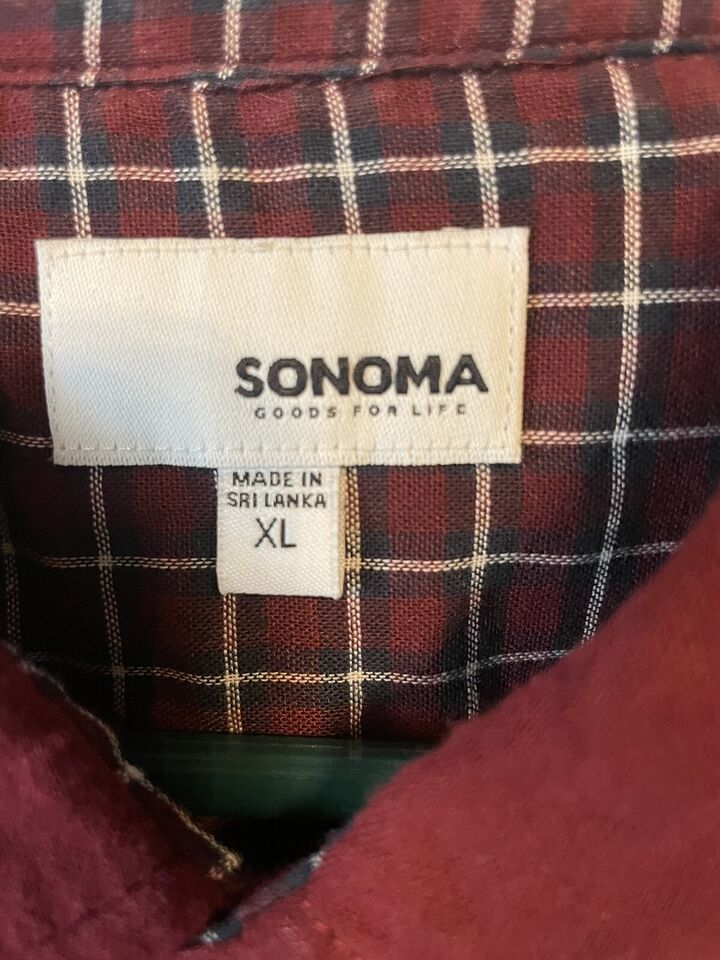 SONOMA
GOODS FOR LIFE
MADE IN
SRI LANKA
XL